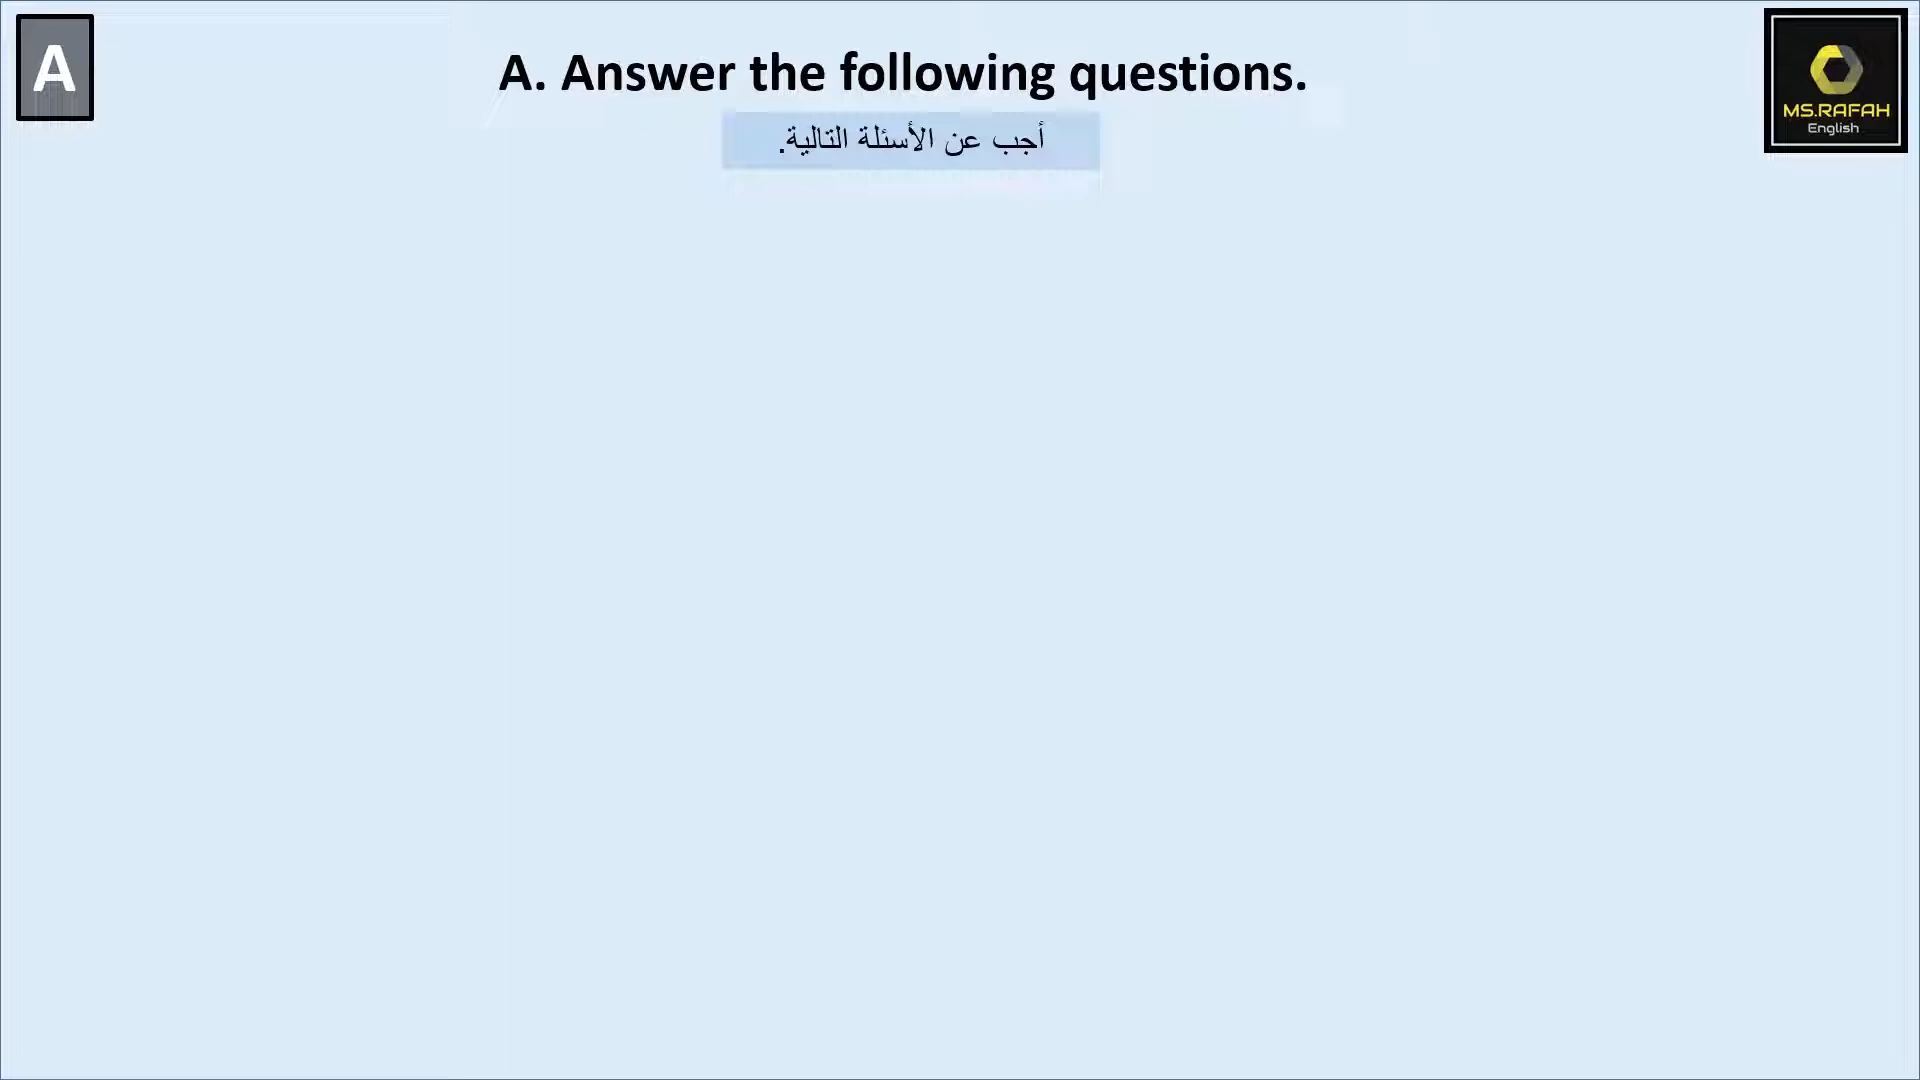 A
A. Answer the following questions.
أجب عن الأسئلة التالية.
MS.RAFAH
English